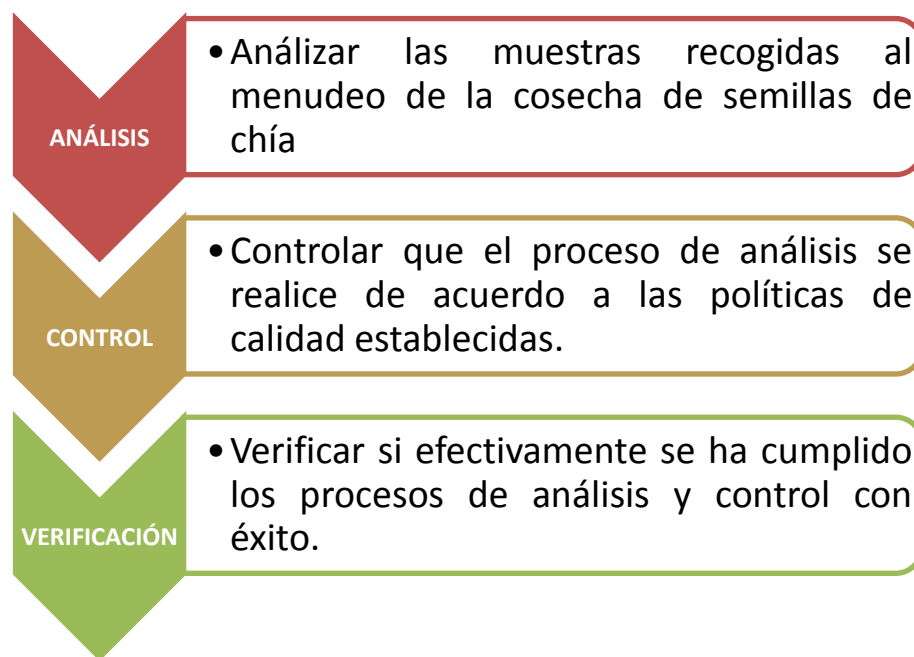 ANÁLISIS
•Análizar las muestras recogidas al
menudeo de la cosecha de semillas de
chía
CONTROL
•Controlar que el proceso de análisis se
realice de acuerdo a las políticas de
calidad establecidas.
VERIFICACIÓN
•Verificar si efectivamente se ha cumplido
los procesos de análisis y control con
éxito.